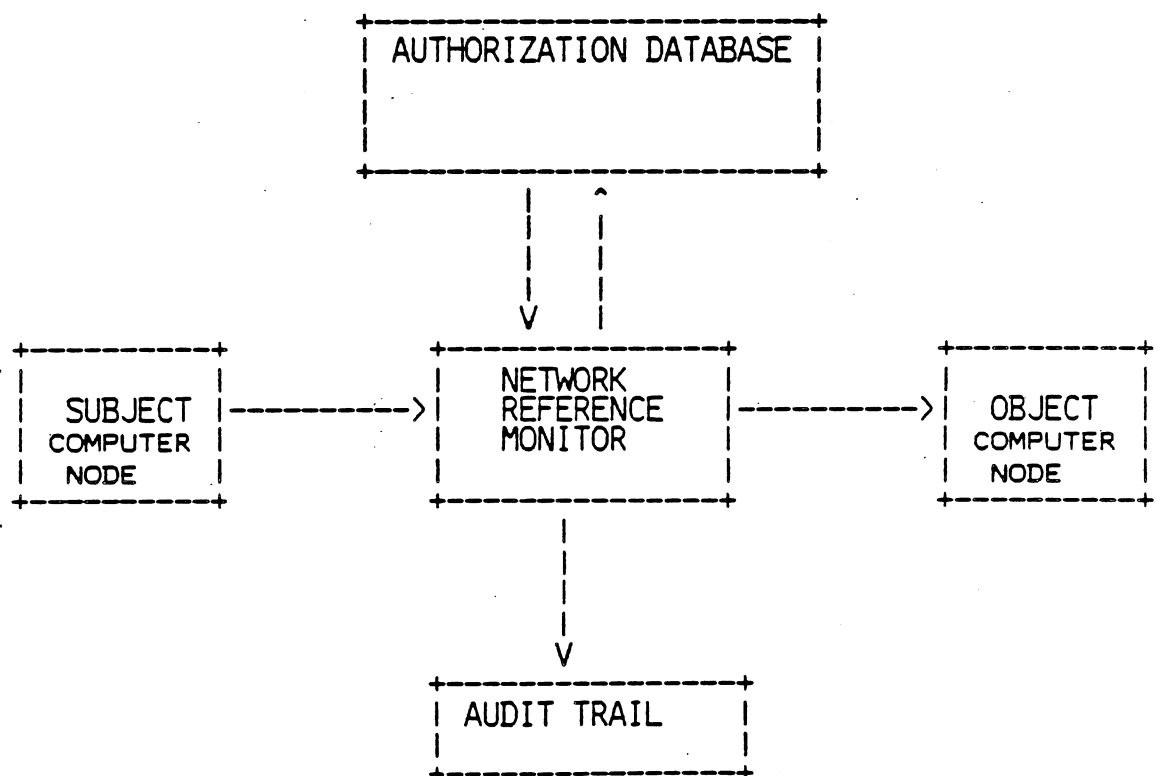 AUTHORIZATION DATABASE
SUBJECT
COMPUTER
NODE
NETWORK
REFERENCE
MONITOR
OBJECT
COMPUTER
NODE
AUDIT TRAIL